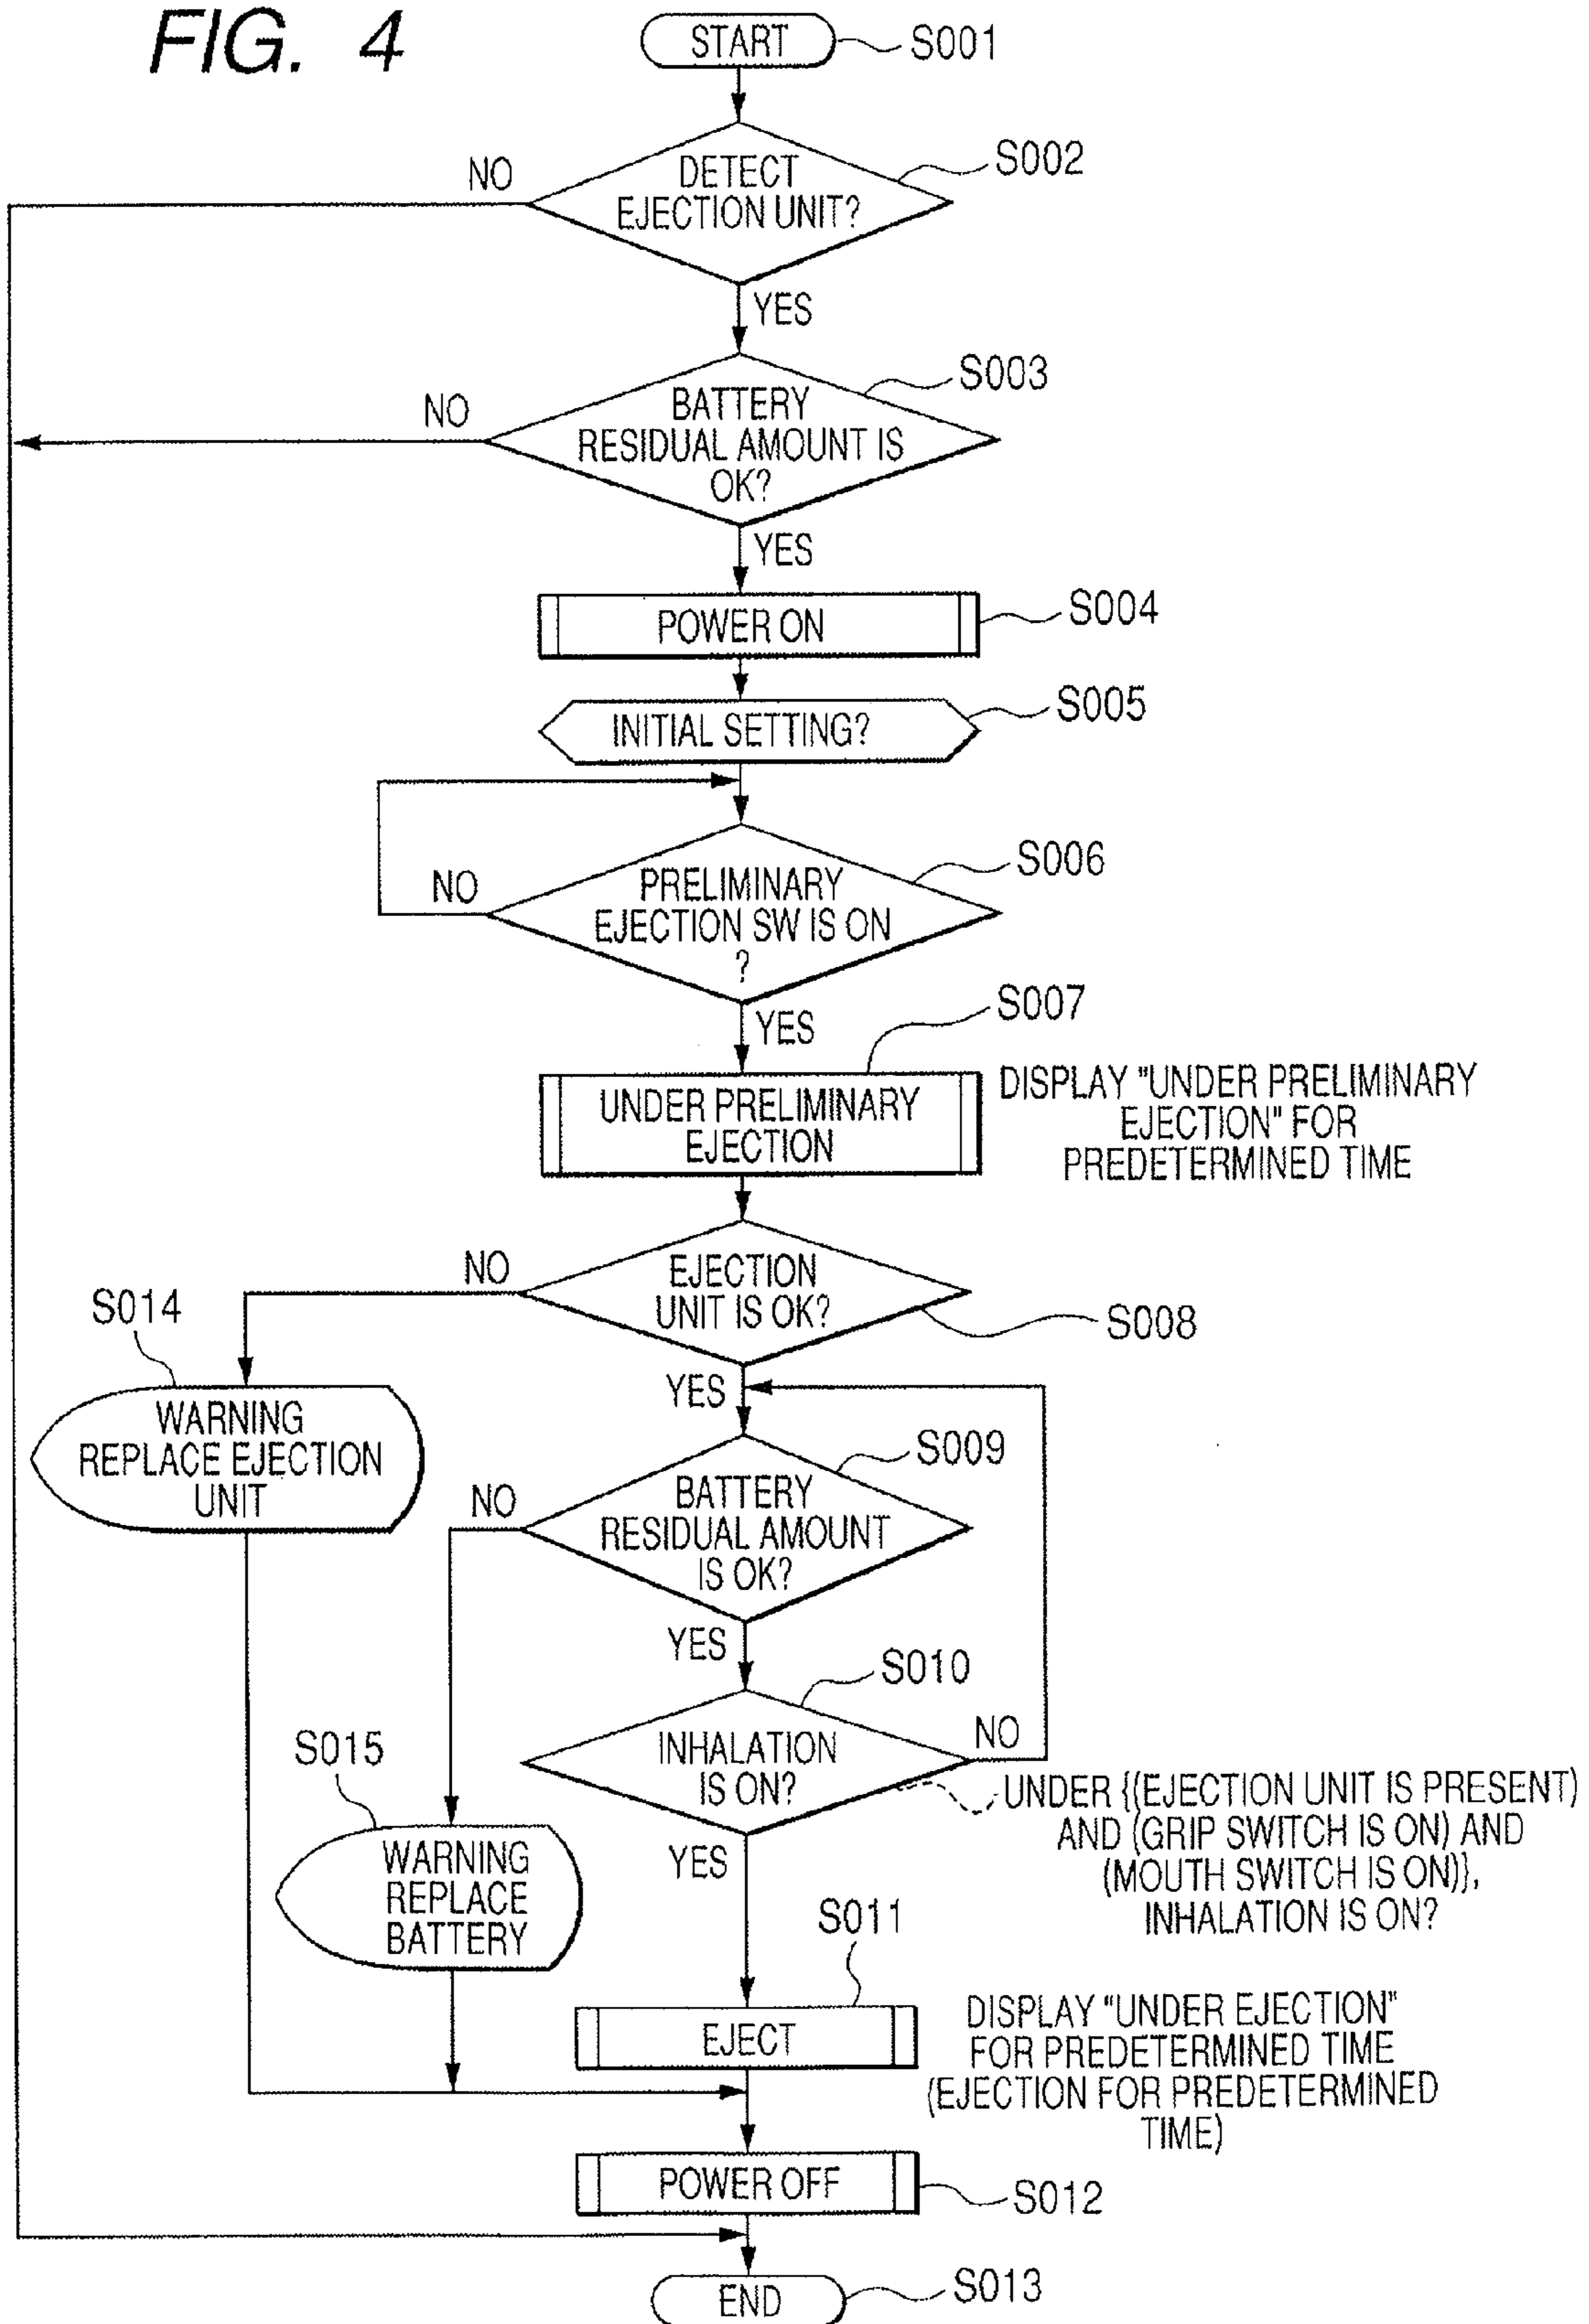 FIG. 4
START
S001
DETECT
EJECTION UNIT?
S002
NO
YES
BATTERY
RESIDUAL AMOUNT IS
OK?
S003
NO
YES
POWER ON
S004
INITIAL SETTING?
S005
PRELIMINARY
EJECTION SW IS ON
?
S006
NO
YES
S007
UNDER PRELIMINARY
EJECTION
DISPLAY "UNDER PRELIMINARY
EJECTION" FOR
PREDETERMINED TIME
EJECTION
UNIT IS OK?
NO
S008
S014
YES
WARNING
REPLACE EJECTION
UNIT
S009
BATTERY
RESIDUAL AMOUNT
IS OK?
NO
YES
S010
INHALATION
IS ON?
NO
S015
UNDER {(EJECTION UNIT IS PRESENT)
AND (GRIP SWITCH IS ON) AND
(MOUTH SWITCH IS ON)},
INHALATION IS ON?
YES
WARNING
REPLACE
BATTERY
S011
EJECT
DISPLAY "UNDER EJECTION"
FOR PREDETERMINED TIME
(EJECTION FOR PREDETERMINED
TIME)
POWER OFF
S012
END
S013